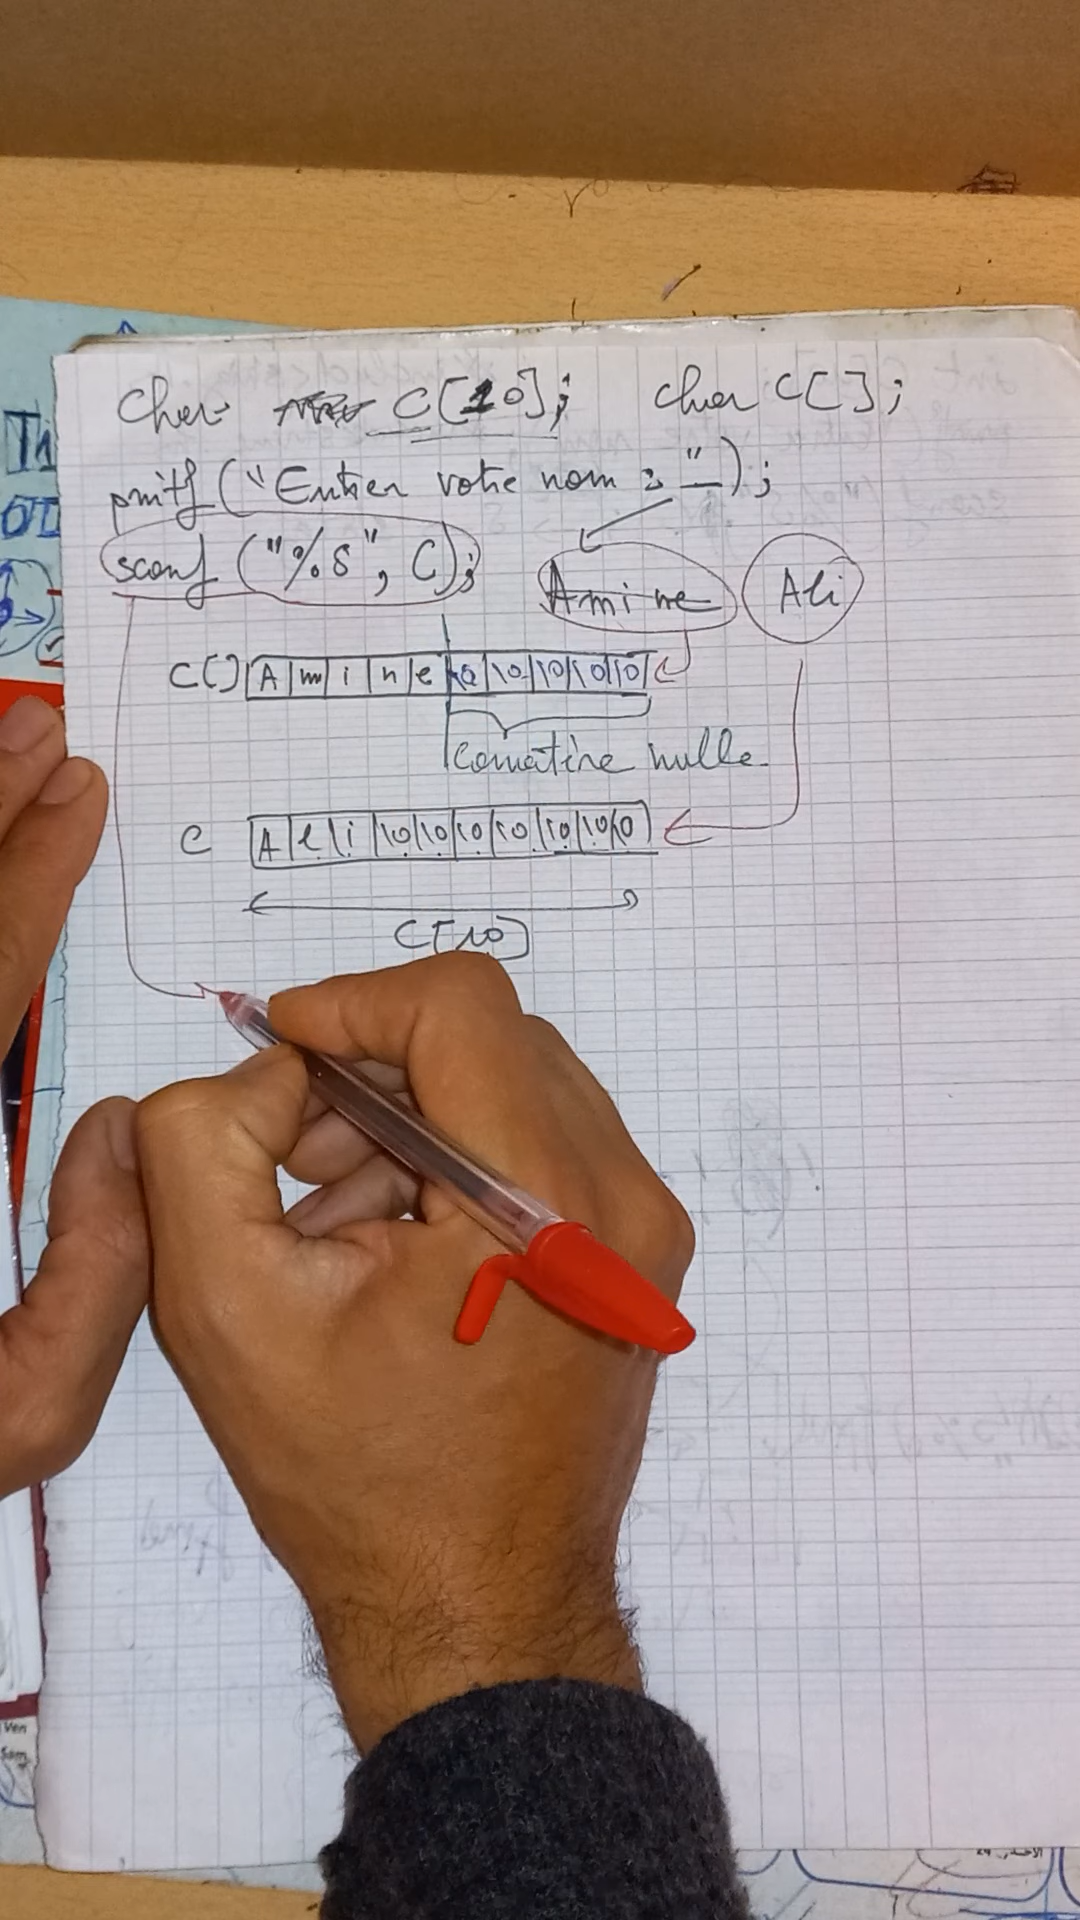 char C[10]; char C[];
printf ("Entrer votre nom : ");
scanf ("%s", C);
Amine Ali
C[] A m i n e \0 \0 \0 \0 \0
caractère nulle
C A l i \0 \0 \0 \0 \0 \0 \0
C[10]